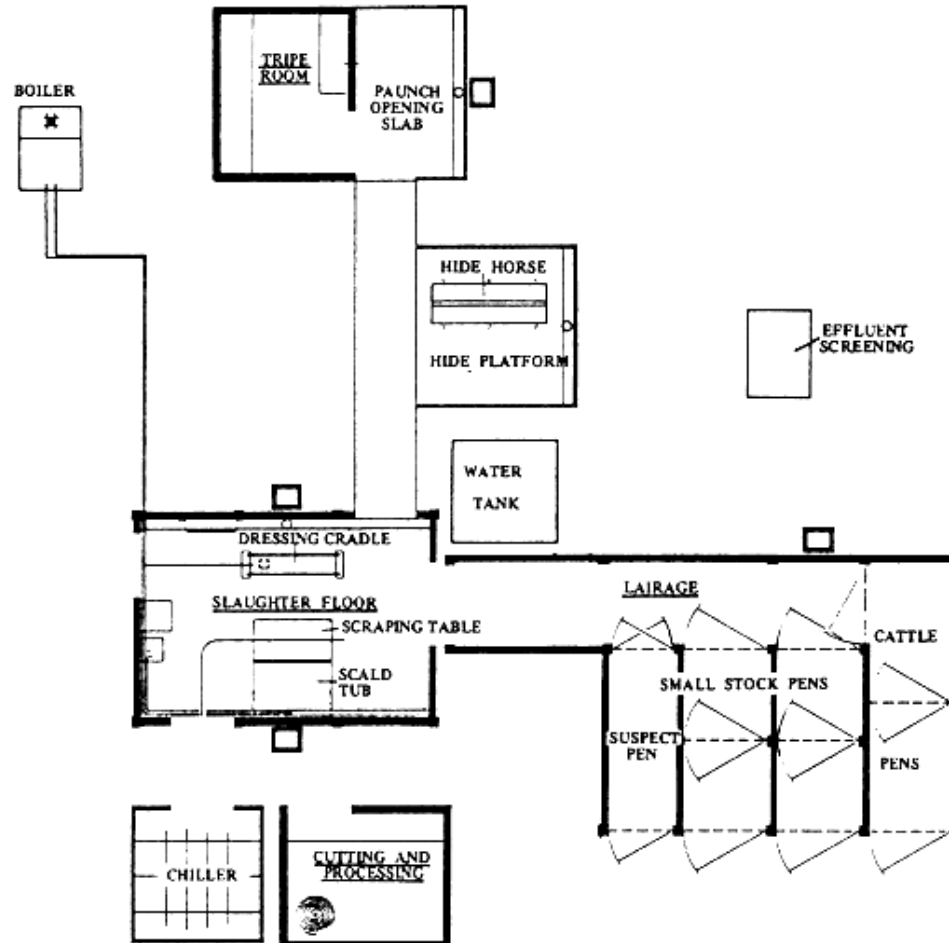 TRIPE
ROOM
PAUNCH
OPENING
SLAB
BOILER
HIDE HORSE
HIDE PLATFORM
EFFLUENT
SCREENING
WATER
TANK
DRESSING CRADLE
SLAUGHTER FLOOR
SCRAPING TABLE
SCALD
TUB
LAIRAGE
CATTLE
SMALL STOCK PENS
SUSPECT
PEN
PENS
CHILLER
CUTTING AND
PROCESSING